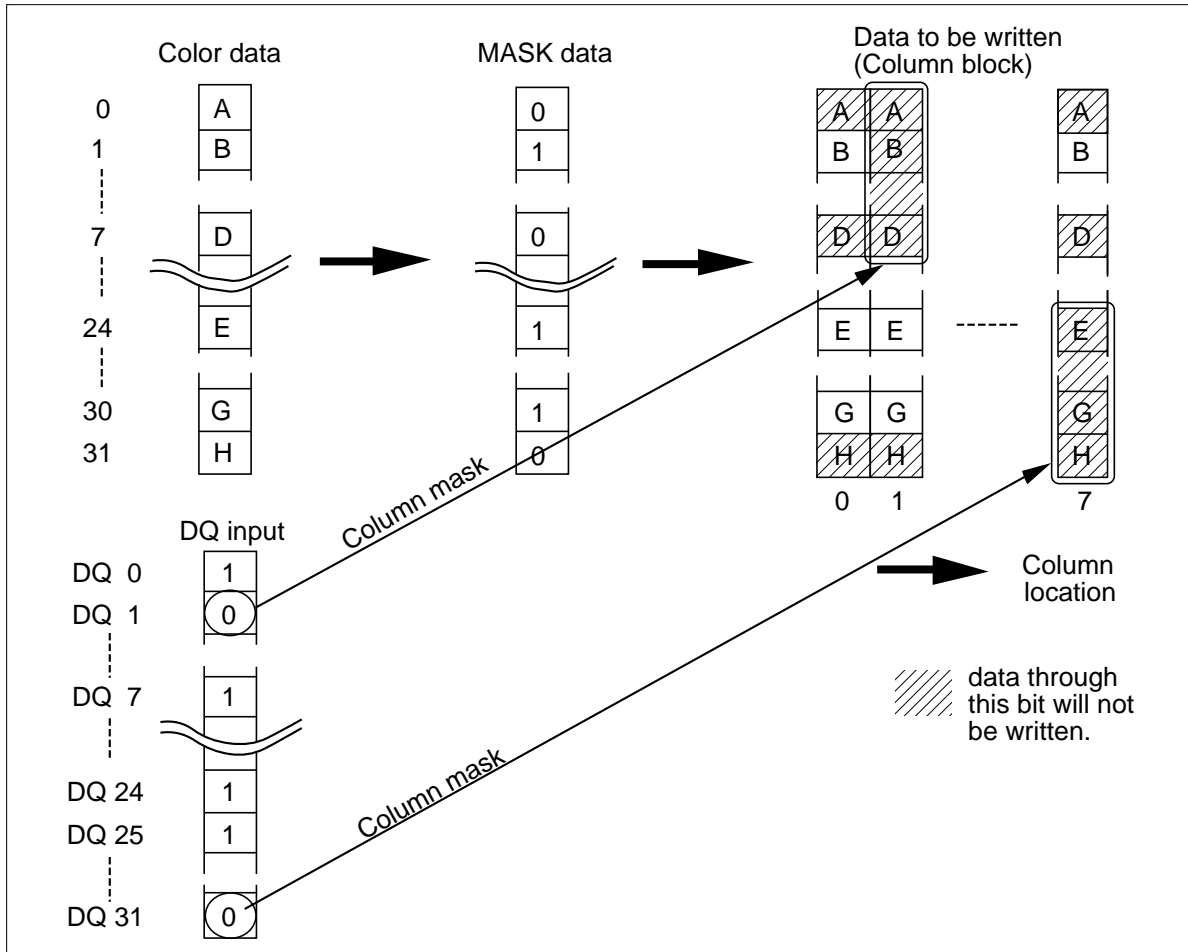 Color data
MASK data
Data to be written
(Column block)
0 A 0 A A A
1 B 1 B B B
7 D 0 D D D
24 E 1 E E E
30 G 1 G G G
31 H 0 H H H
0 1 7
Column mask
Column mask
DQ input
DQ 0 1
DQ 1 0
DQ 7 1
DQ 24 1
DQ 25 1
DQ 31 0
Column
location
data through
this bit will not
be written.